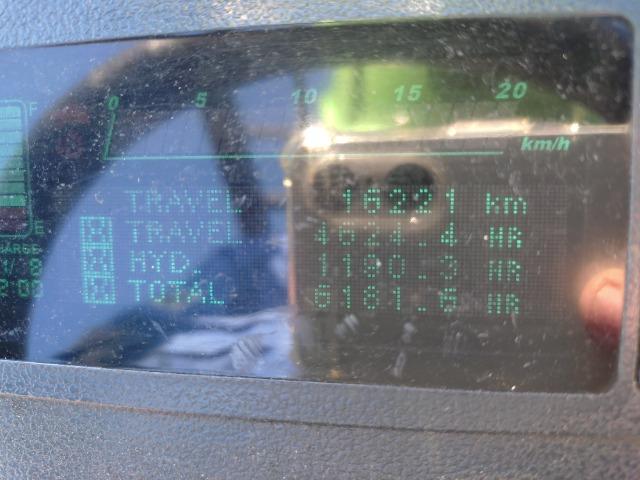 0 5 10 15 20
km/h
F
TRAVEL 16221 km
TRAVEL 4624.4 HR
E
HYD. 1190.3 HR
TOTAL 6181.6 HR